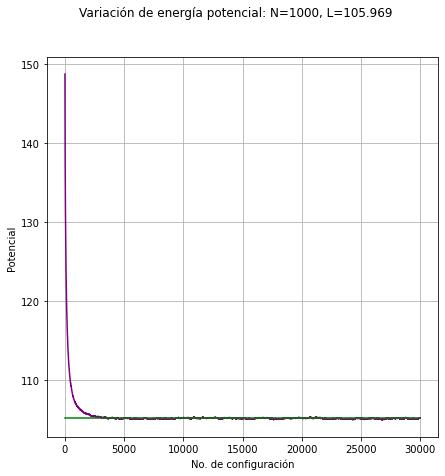 Variación de energía potencial: N=1000, L=105.969
150
140
130
120
110
Potencial
0 5000 10000 15000 20000 25000 30000
No. de configuración